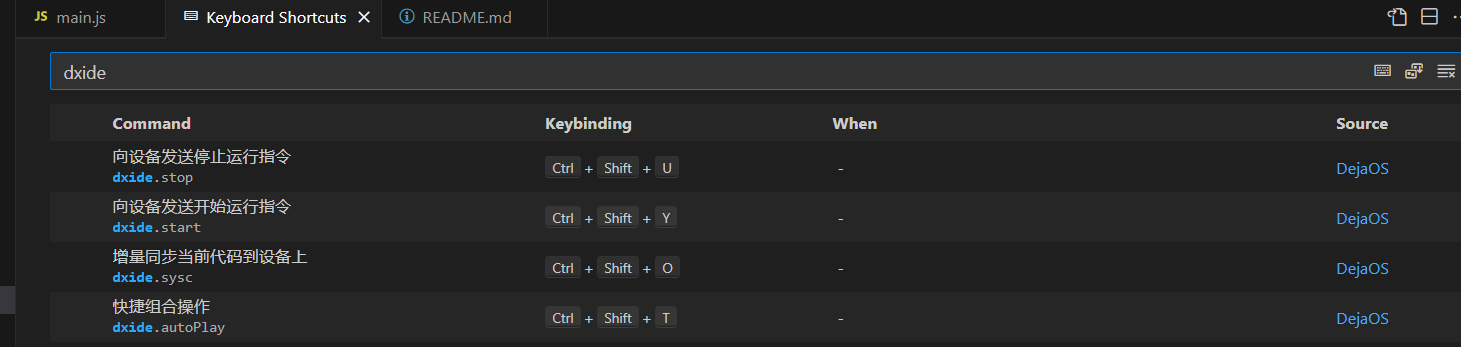 JS main.js Keyboard Shortcuts README.md
dxide
Command Keybinding When Source
向设备发送停止运行指令
dxide.stop Ctrl + Shift + U - DejaOS
向设备发送开始运行指令
dxide.start Ctrl + Shift + Y - DejaOS
增量同步当前代码到设备上
dxide.sysc Ctrl + Shift + O - DejaOS
快捷组合操作
dxide.autoPlay Ctrl + Shift + T - DejaOS